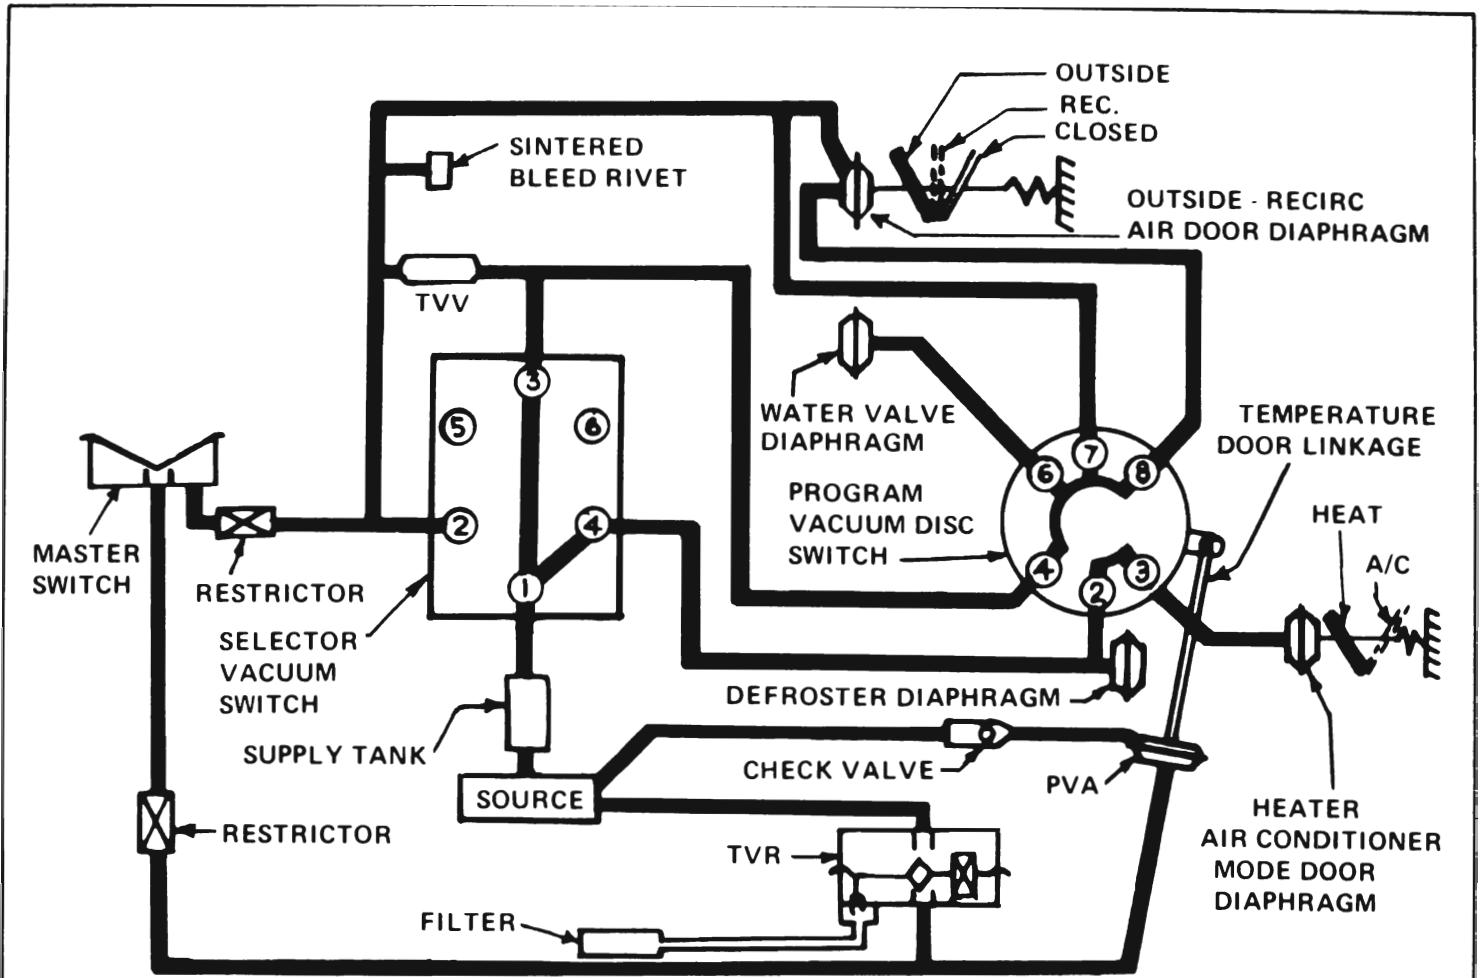 OUTSIDE
REC.
CLOSED
SINTERED
BLEED RIVET
OUTSIDE - RECIRC
AIR DOOR DIAPHRAGM
TVV
3
5
6
2
4
1
WATER VALVE
DIAPHRAGM
TEMPERATURE
DOOR LINKAGE
6
7
8
4
2
3
PROGRAM
VACUUM DISC
SWITCH
HEAT
A/C
MASTER
SWITCH
RESTRICTOR
SELECTOR
VACUUM
SWITCH
DEFROSTER DIAPHRAGM
SUPPLY TANK
CHECK VALVE
PVA
SOURCE
HEATER
AIR CONDITIONER
MODE DOOR
DIAPHRAGM
RESTRICTOR
TVR
FILTER